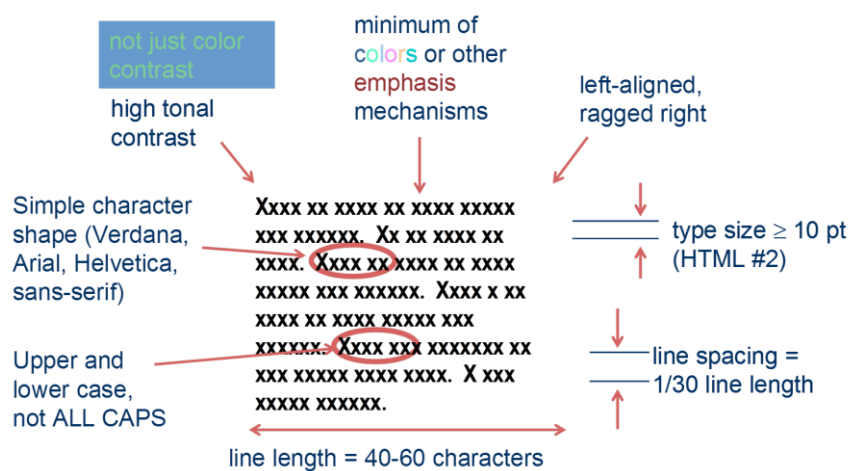 not just color
contrast
high tonal
contrast
minimum of
colors or other
emphasis
mechanisms
left-aligned,
ragged right
Simple character
shape (Verdana,
Arial, Helvetica,
sans-serif)
Upper and
lower case,
not ALL CAPS
Xxxx xx xxxx xx xxxx xxxxx
xxx xxxxxx.  Xx xx xxxx xx
xxxx. Xxxx xx xxxx xx xxxx
xxxxx xxx xxxxxx.  Xxxx x xx
xxxx xx xxxx xxxxx xxx
xxxxxx. Xxxx xxx xxxxxxx xx
xxx xxxxx xxxx xxxx.  X xxx
xxxxx xxxxxx.
type size ≥ 10 pt
(HTML #2)
line spacing =
1/30 line length
line length = 40-60 characters